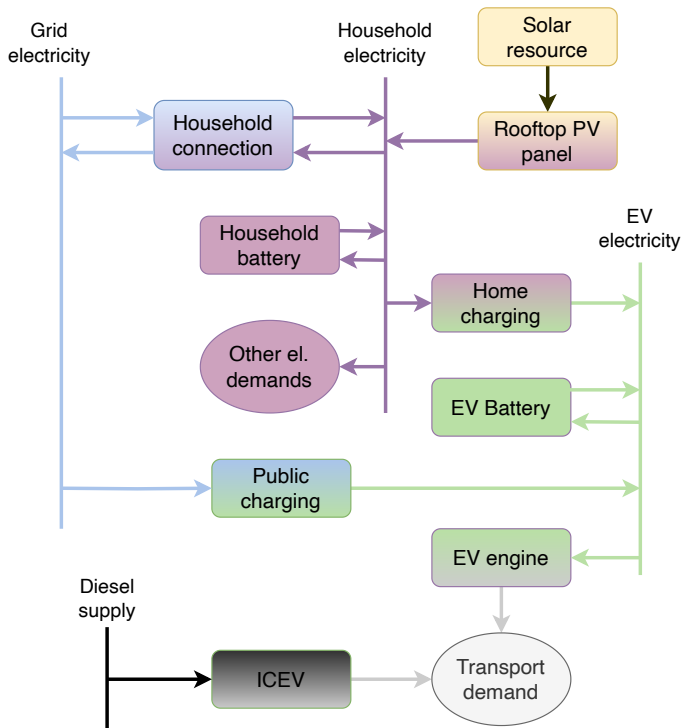 Grid
electricity
Household
electricity
Solar
resource
Household
connection
Rooftop PV
panel
Household
battery
EV
electricity
Home
charging
Other el.
demands
EV Battery
Public
charging
EV engine
Diesel
supply
ICEV
Transport
demand